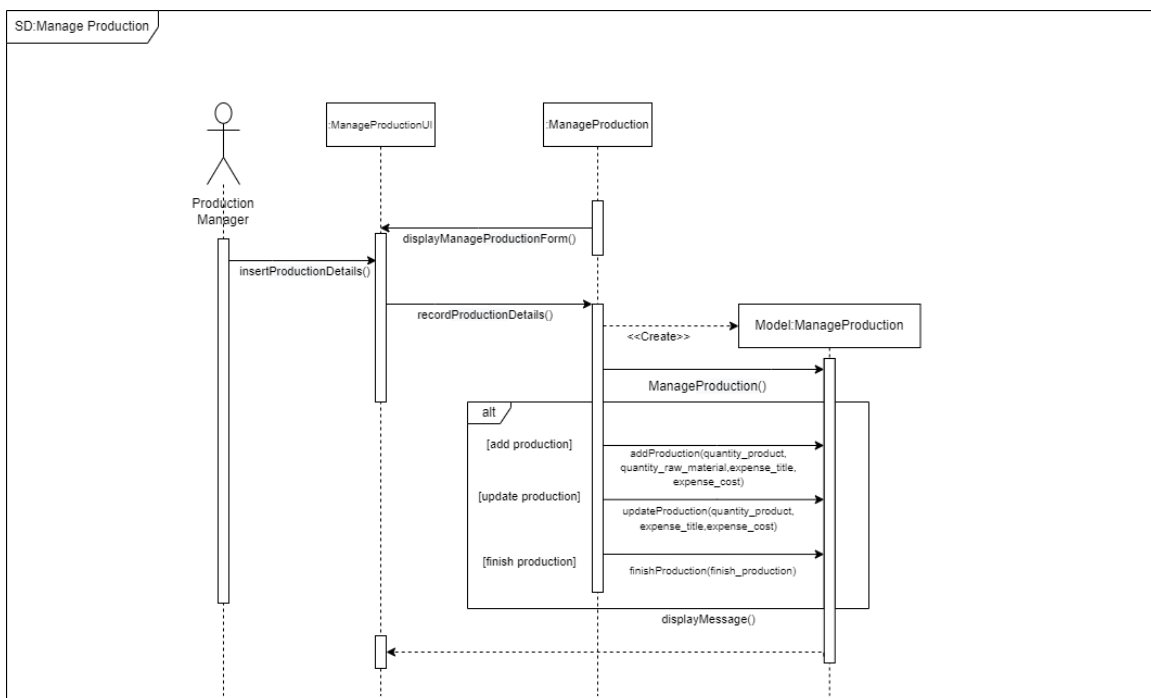 SD:Manage Production
:ManageProductionUI
:ManageProduction
Production
Manager
displayManageProductionForm()
insertProductionDetails()
recordProductionDetails()
Model:ManageProduction
<<Create>>
ManageProduction()
alt
[add production]
addProduction(quantity_product,
quantity_raw_material,expense_title,
expense_cost)
[update production]
updateProduction(quantity_product,
expense_title,expense_cost)
[finish production]
finishProduction(finish_production)
displayMessage()